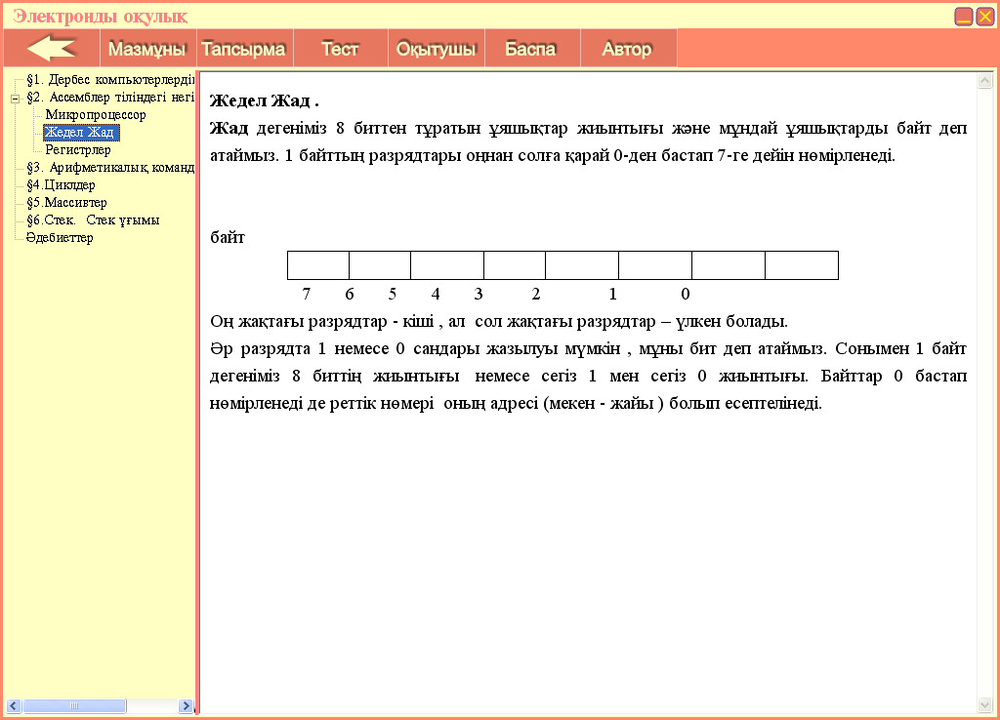 Электронды оқулық
Мазмұны Тапсырма Тест Оқытушы Баспа Автор
§1. Дербес компьютерлердің
§2. Ассемблер тіліндегі негі
Микропроцессор
Жедел Жад
Регистрлер
§3. Арифметикалық команд
§4.Циклдер
§5.Массивтер
§6.Стек. Стек ұғымы
Әдебиеттер
Жедел Жад .
Жад дегеніміз 8 биттен тұратын ұяшықтар жиынтығы және мұндай ұяшықтарды байт деп
атаймыз. 1 байттың разрядтары оңнан солға қарай 0-ден бастап 7-ге дейін нөмірленеді.
байт
7 6 5 4 3 2 1 0
Оң жақтағы разрядтар - кіші , ал сол жақтағы разрядтар – үлкен болады.
Әр разрядта 1 немесе 0 сандары жазылуы мүмкін , мұны бит деп атаймыз. Сонымен 1 байт
дегеніміз 8 биттің жиынтығы немесе сегіз 1 мен сегіз 0 жиынтығы. Байттар 0 бастап
нөмірленеді де реттік нөмері оның адресі (мекен - жайы ) болып есептелінеді.